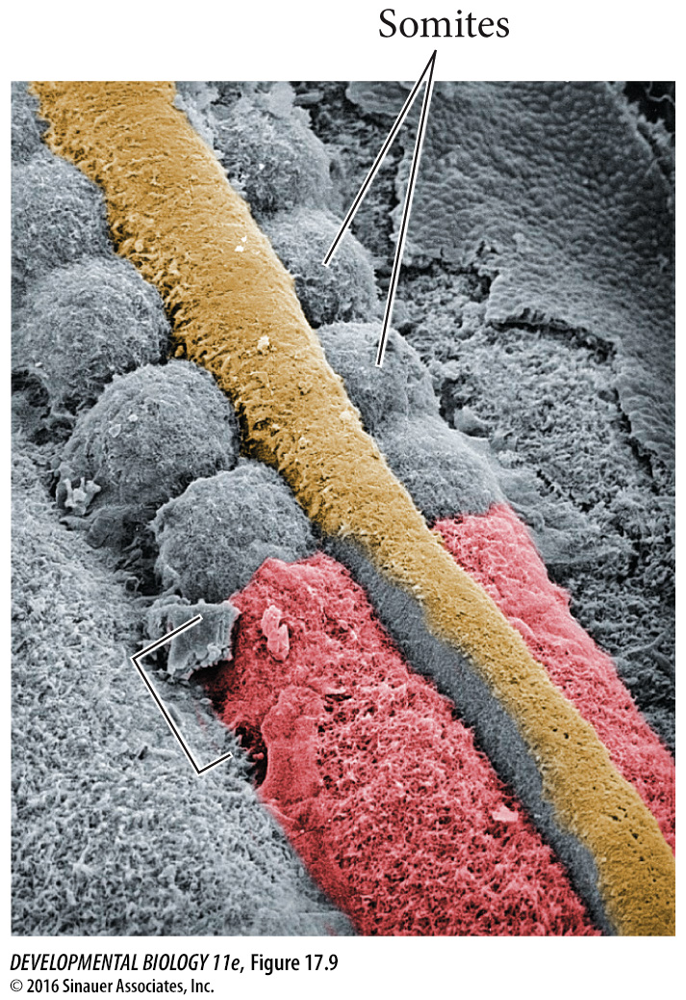 Somites
DEVELOPMENTAL BIOLOGY 11e, Figure 17.9
© 2016 Sinauer Associates, Inc.